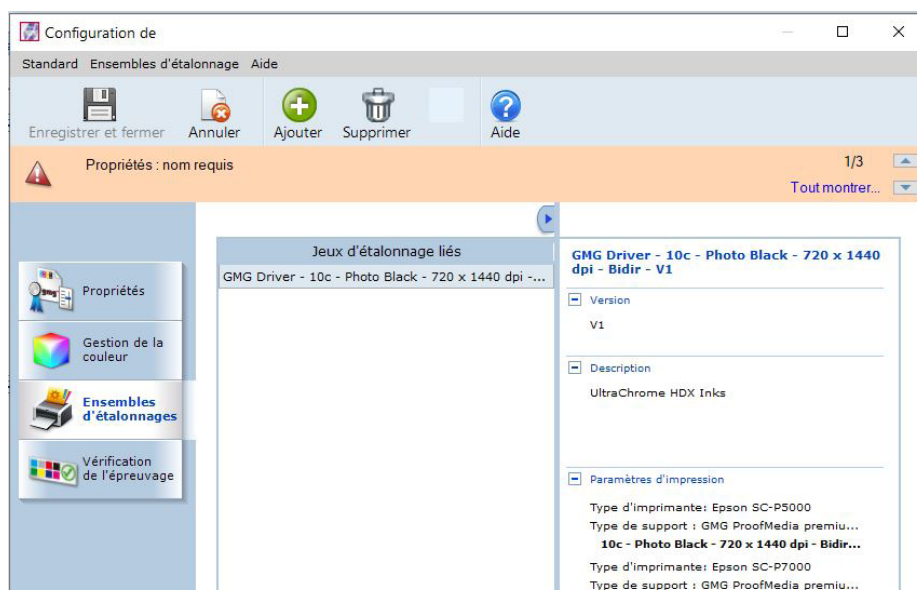 Configuration de
Standard Ensembles d'étalonnage Aide
Enregistrer et fermer Annuler Ajouter Supprimer Aide
Propriétés : nom requis
1/3
Tout montrer...
Propriétés
Gestion de la
couleur
Ensembles
d'étalonnages
Vérification
de l'épreuvage
Jeux d'étalonnage liés
GMG Driver - 10c - Photo Black - 720 x 1440 dpi -...
GMG Driver - 10c - Photo Black - 720 x 1440
dpi - Bidir - V1
Version
V1
Description
UltraChrome HDX Inks
Paramètres d'impression
Type d'imprimante: Epson SC-P5000
Type de support : GMG ProofMedia premiu...
10c - Photo Black - 720 x 1440 dpi - Bidir...
Type d'imprimante: Epson SC-P7000
Type de support : GMG ProofMedia premiu...